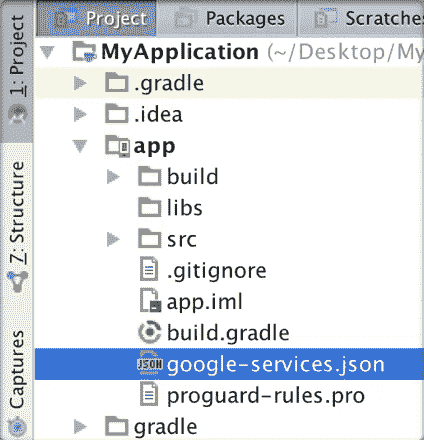 Project Packages Scratches
MyApplication (~/Desktop/My
.gradle
.idea
app
build
libs
src
.gitignore
app.iml
build.gradle
JSON google-services.json
proguard-rules.pro
gradle
1: Project
7: Structure
Captures